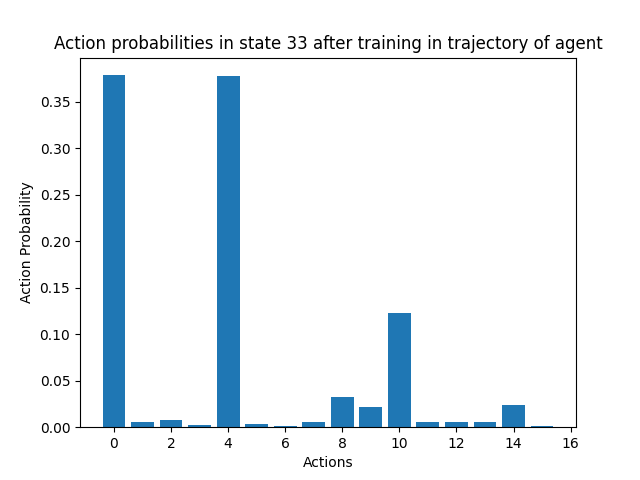 Action probabilities in state 33 after training in trajectory of agent
0.35
0.30
0.25
0.20
0.15
0.10
0.05
0.00
Action Probability
0 2 4 6 8 10 12 14 16
Actions